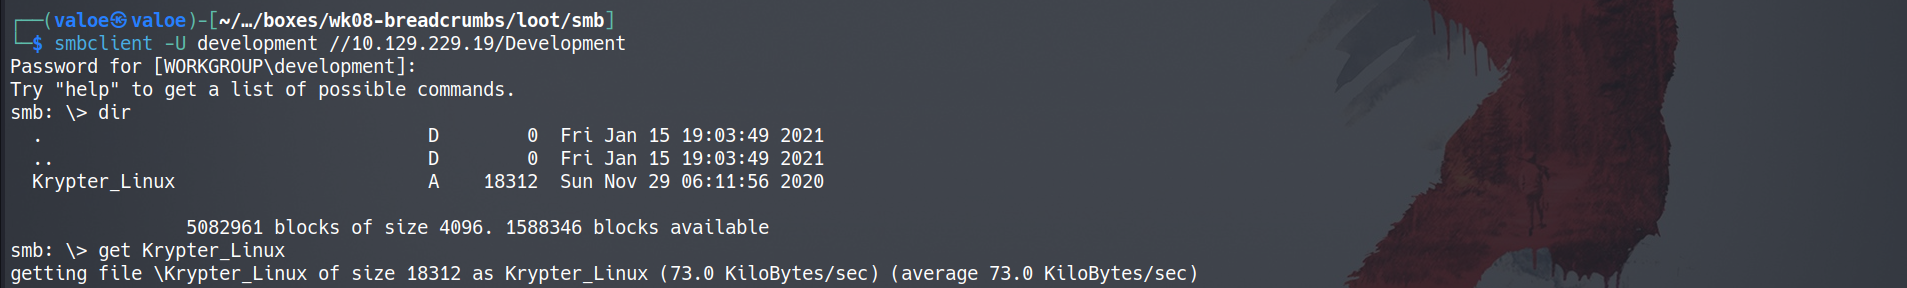 ┌──(valoe㉿valoe)-[~/…/boxes/wk08-breadcrumbs/loot/smb]
└─$ smbclient -U development //10.129.229.19/Development
Password for [WORKGROUP\development]:
Try "help" to get a list of possible commands.
smb: \> dir
  .                                   D        0  Fri Jan 15 19:03:49 2021
  ..                                  D        0  Fri Jan 15 19:03:49 2021
  Krypter_Linux                       A    18312  Sun Nov 29 06:11:56 2020
                5082961 blocks of size 4096. 1588346 blocks available
smb: \> get Krypter_Linux
getting file \Krypter_Linux of size 18312 as Krypter_Linux (73.0 KiloBytes/sec) (average 73.0 KiloBytes/sec)